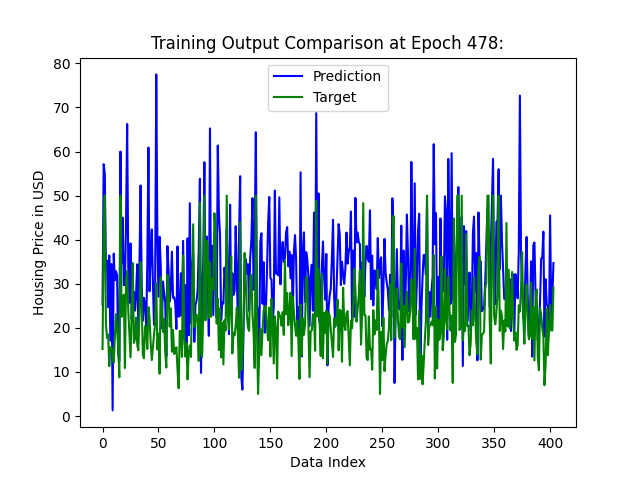 Training Output Comparison at Epoch 478:
Prediction
Target
80
70
60
50
40
30
20
10
0
Housing Price in USD
0 50 100 150 200 250 300 350 400
Data Index